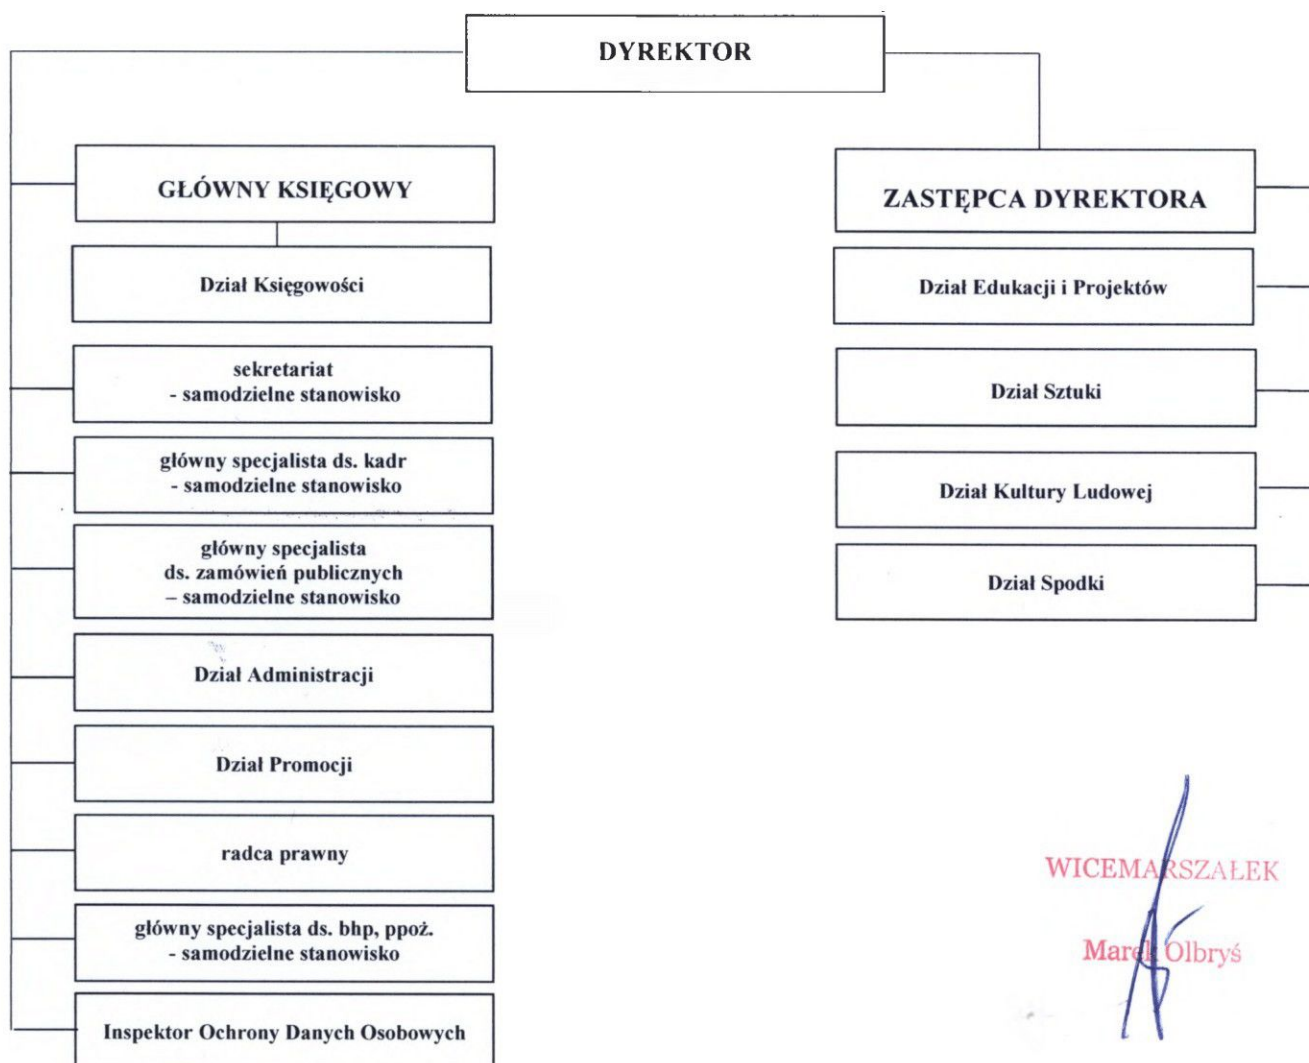 DYREKTOR
GŁÓWNY KSIĘGOWY
Dział Księgowości
sekretariat
- samodzielne stanowisko
główny specjalista ds. kadr
- samodzielne stanowisko
główny specjalista
ds. zamówień publicznych
– samodzielne stanowisko
Dział Administracji
Dział Promocji
radca prawny
główny specjalista ds. bhp, ppoż.
- samodzielne stanowisko
Inspektor Ochrony Danych Osobowych
ZASTĘPCA DYREKTORA
Dział Edukacji i Projektów
Dział Sztuki
Dział Kultury Ludowej
Dział Spodki
WICEMARSZAŁEK
Marek Olbryś